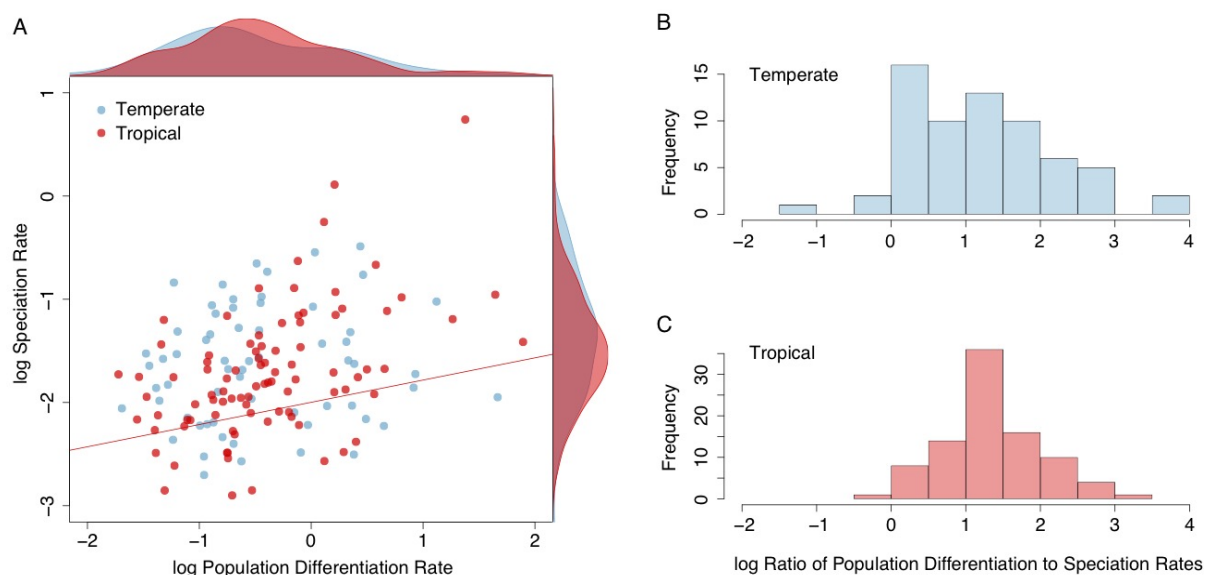 A
Temperate
Tropical
1
0
−1
−2
−3
log Speciation Rate
−2 −1 0 1 2
log Population Differentiation Rate
B
Temperate
15
10
5
0
Frequency
−2 −1 0 1 2 3 4
C
Tropical
30
20
10
0
Frequency
−2 −1 0 1 2 3 4
log Ratio of Population Differentiation to Speciation Rates